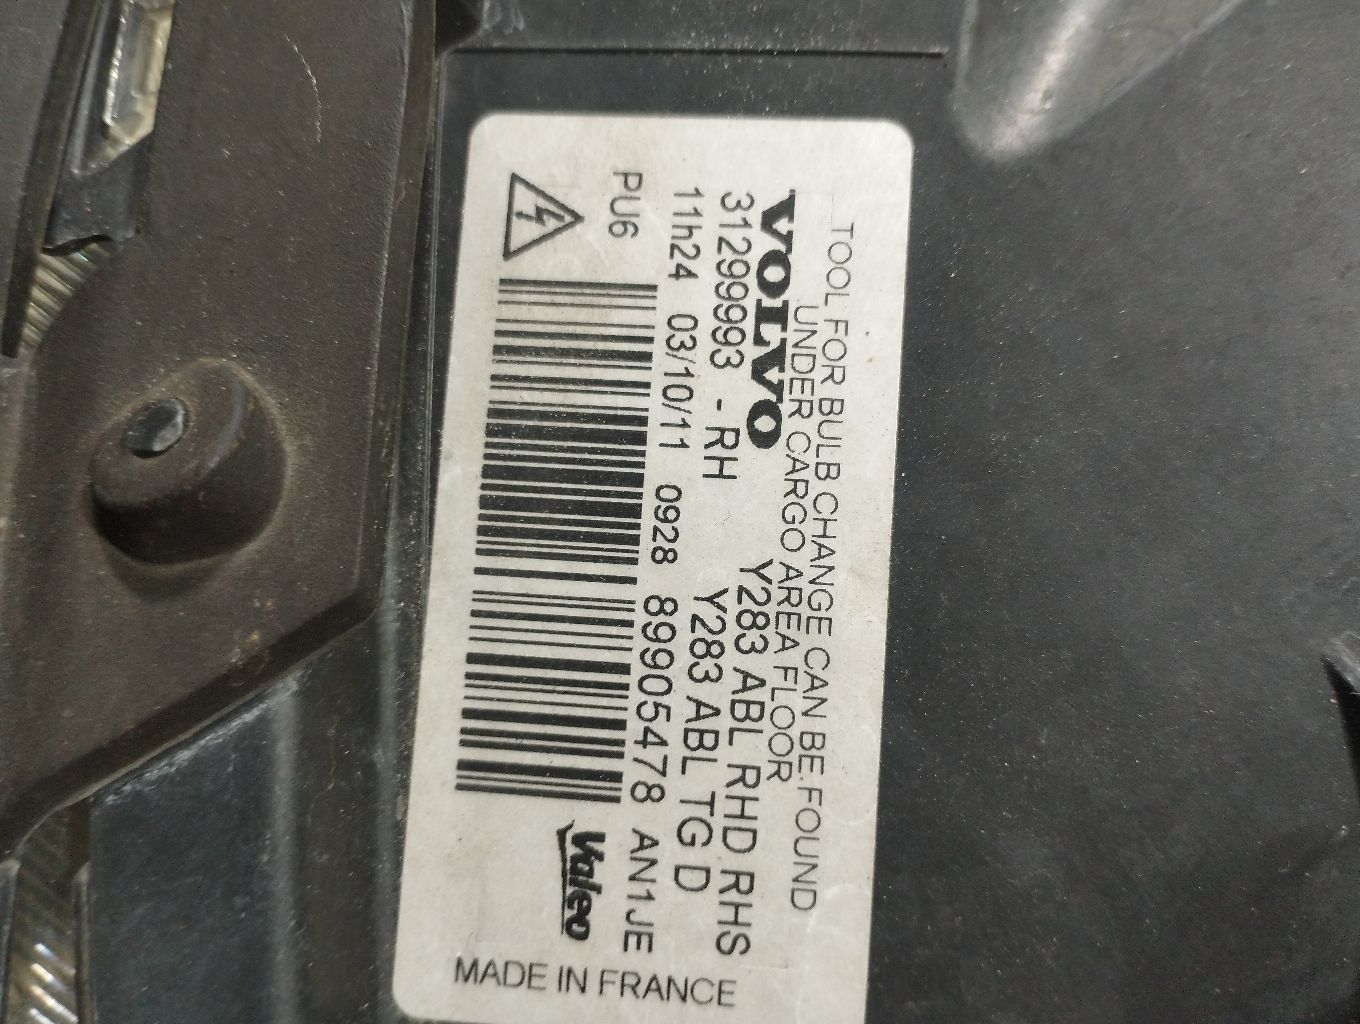 TOOL FOR BULB CHANGE CAN BE FOUND
UNDER CARGO AREA FLOOR
VOLVO
31299993 - RH Y283 ABL RHD RHS
11h24 03/10/11 0928 Y283 ABL TG D
PU6 89905478 AN1JE
Valeo
MADE IN FRANCE